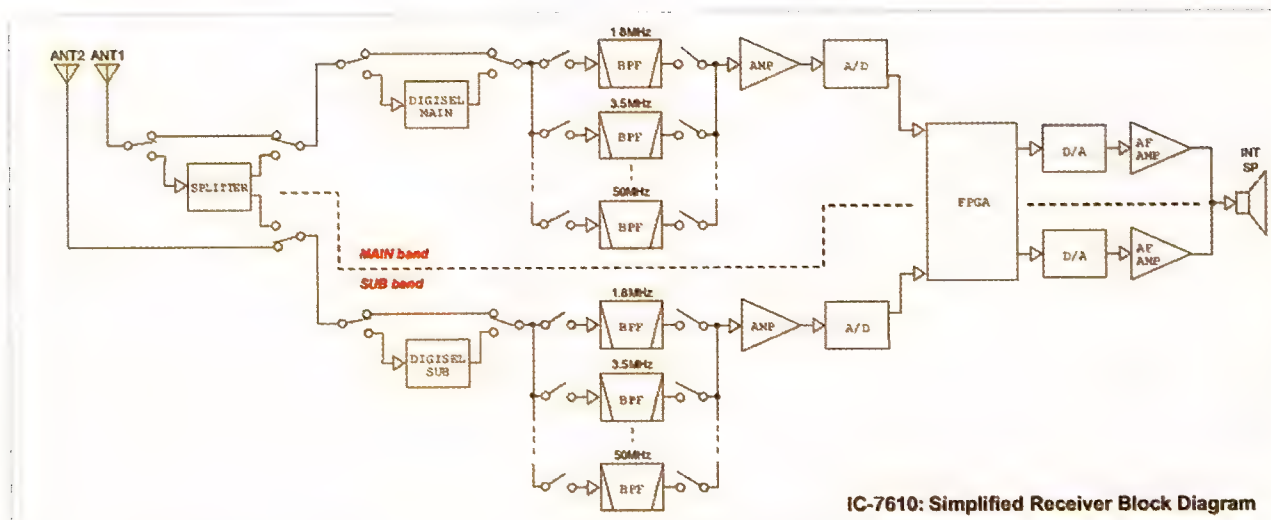 ANT2 ANT1
SPLITTER
DIGISEL
MAIN
1.8MHz
BPF
3.5MHz
BPF
50MHz
BPF
AMP
A/D
FPGA
D/A
AF
AMP
INT
SP
D/A
AF
AMP
MAIN band
SUB band
DIGISEL
SUB
1.8MHz
BPF
3.5MHz
BPF
50MHz
BPF
AMP
A/D
IC-7610: Simplified Receiver Block Diagram